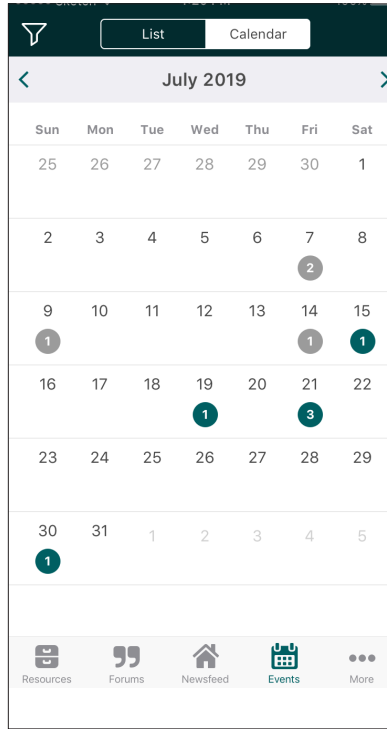 List Calendar
July 2019
Sun Mon Tue Wed Thu Fri Sat
25 26 27 28 29 30 1
2 3 4 5 6 7 8
2
9 10 11 12 13 14 15
1 1 1
16 17 18 19 20 21 22
1 3
23 24 25 26 27 28 29
30 31 1 2 3 4 5
1
Resources Forums Newsfeed Events More